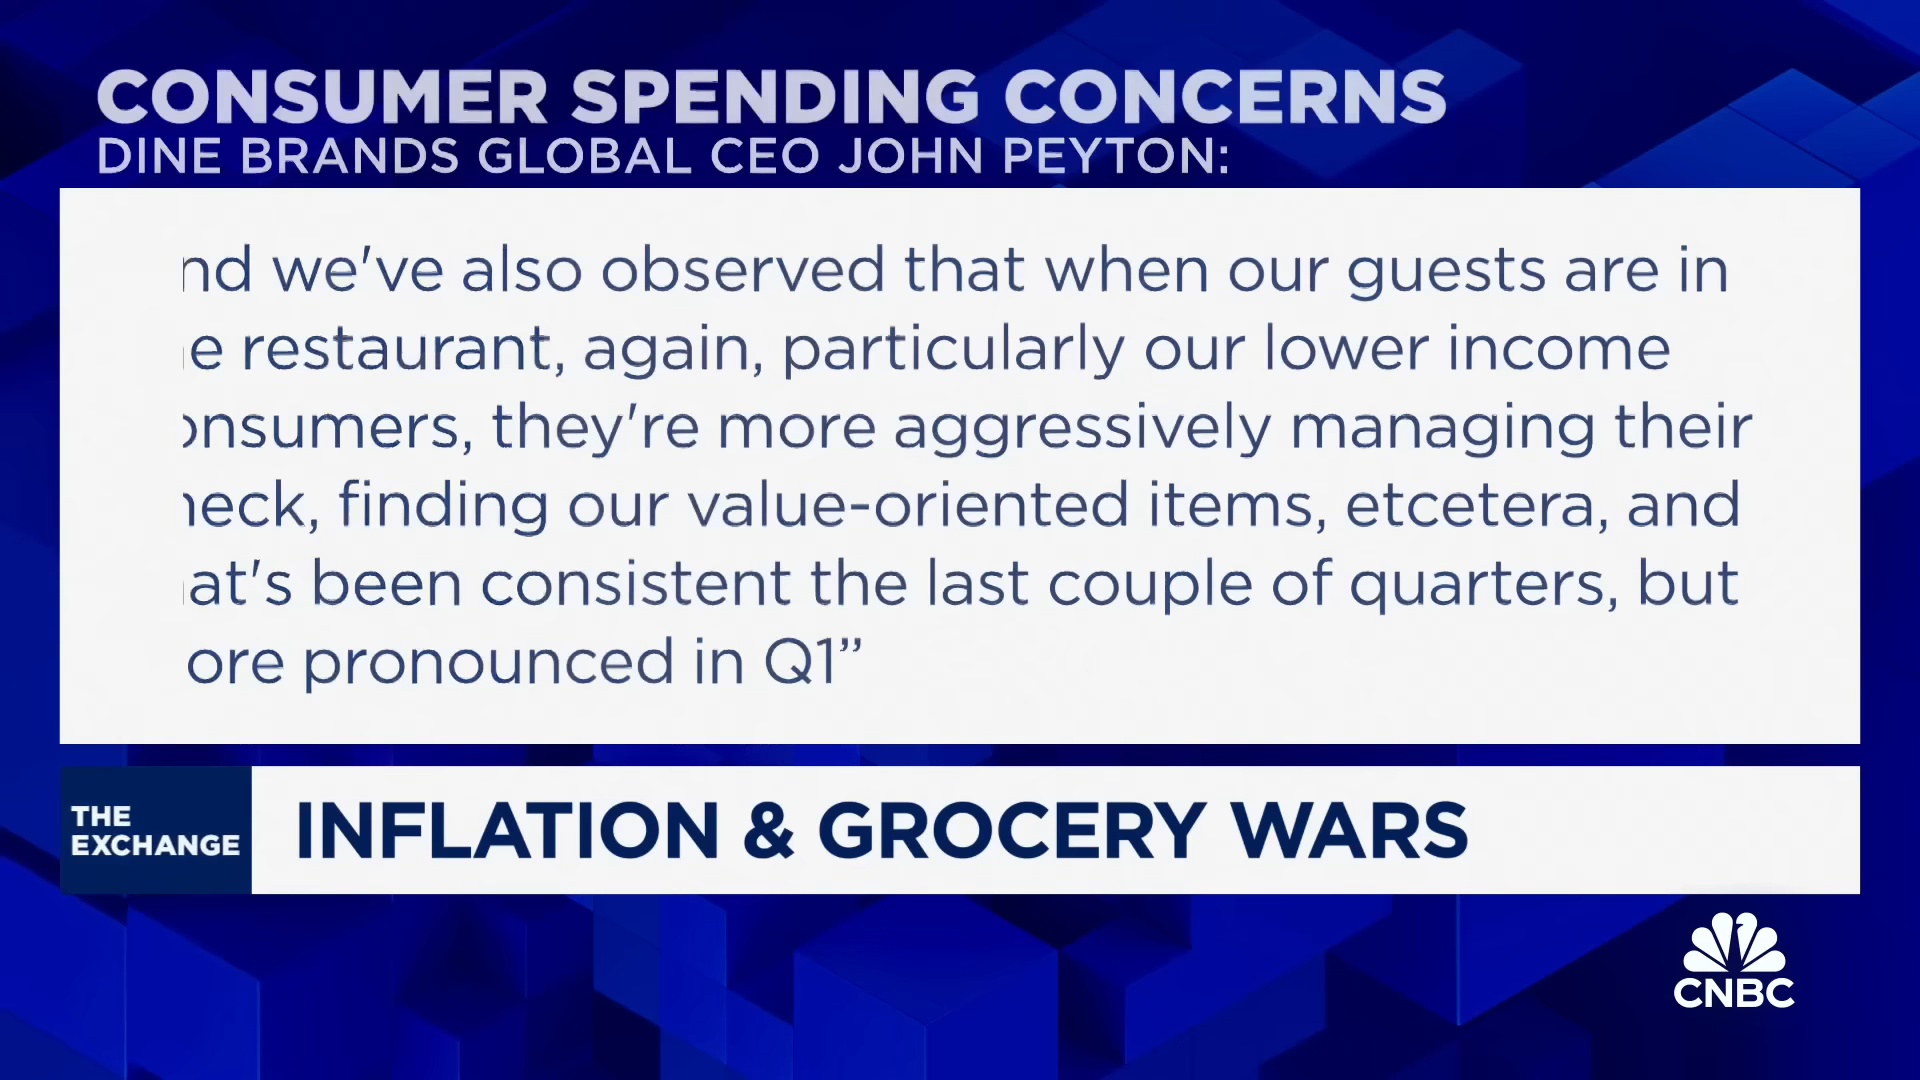 CONSUMER SPENDING CONCERNS
DINE BRANDS GLOBAL CEO JOHN PEYTON:
nd we've also observed that when our guests are in
e restaurant, again, particularly our lower income
onsumers, they're more aggressively managing their
heck, finding our value-oriented items, etcetera, and
at's been consistent the last couple of quarters, but
ore pronounced in Q1”
THE
EXCHANGE
INFLATION & GROCERY WARS
CNBC